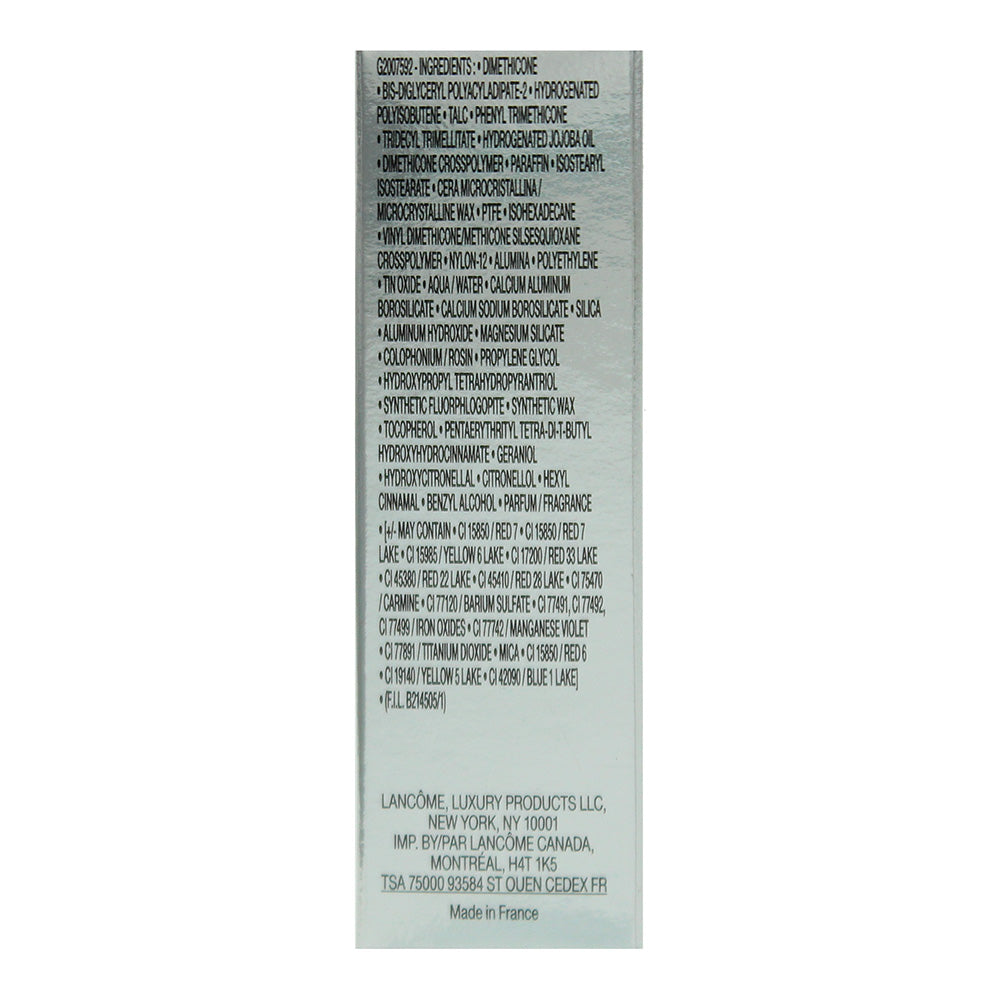 G2007592 - INGREDIENTS : • DIMETHICONE
• BIS-DIGLYCERYL POLYACYLADIPATE-2 • HYDROGENATED
POLYISOBUTENE • TALC • PHENYL TRIMETHICONE
• TRIDECYL TRIMELLITATE • HYDROGENATED JOJOBA OIL
• DIMETHICONE CROSSPOLYMER • PARAFFIN • ISOSTEARYL
ISOSTEARATE • CERA MICROCRISTALLINA /
MICROCRYSTALLINE WAX • PTFE • ISOHEXADECANE
• VINYL DIMETHICONE/METHICONE SILSESQUIOXANE
CROSSPOLYMER • NYLON-12 • ALUMINA • POLYETHYLENE
• TIN OXIDE • AQUA / WATER • CALCIUM ALUMINUM
BOROSILICATE • CALCIUM SODIUM BOROSILICATE • SILICA
• ALUMINUM HYDROXIDE • MAGNESIUM SILICATE
• COLOPHONIUM / ROSIN • PROPYLENE GLYCOL
• HYDROXYPROPYL TETRAHYDROPYRANTRIOL
• SYNTHETIC FLUORPHLOGOPITE • SYNTHETIC WAX
• TOCOPHEROL • PENTAERYTHRITYL TETRA-DI-T-BUTYL
HYDROXYHYDROCINNAMATE • GERANIOL
• HYDROXYCITRONELLAL • CITRONELLOL • HEXYL
CINNAMAL • BENZYL ALCOHOL • PARFUM / FRAGRANCE
• [+/- MAY CONTAIN • CI 15850 / RED 7 • CI 15850 / RED 7
LAKE • CI 15985 / YELLOW 6 LAKE • CI 17200 / RED 33 LAKE
• CI 45380 / RED 22 LAKE • CI 45410 / RED 28 LAKE • CI 75470
/ CARMINE • CI 77120 / BARIUM SULFATE • CI 77491, CI 77492,
CI 77499 / IRON OXIDES • CI 77742 / MANGANESE VIOLET
• CI 77891 / TITANIUM DIOXIDE • MICA • CI 15850 / RED 6
• CI 19140 / YELLOW 5 LAKE • CI 42090 / BLUE 1 LAKE]
• (F.I.L. B214505/1)
LANCÔME, LUXURY PRODUCTS LLC,
NEW YORK, NY 10001
IMP. BY/PAR LANCÔME CANADA,
MONTRÉAL, H4T 1K5
TSA 75000 93584 ST OUEN CEDEX FR
Made in France